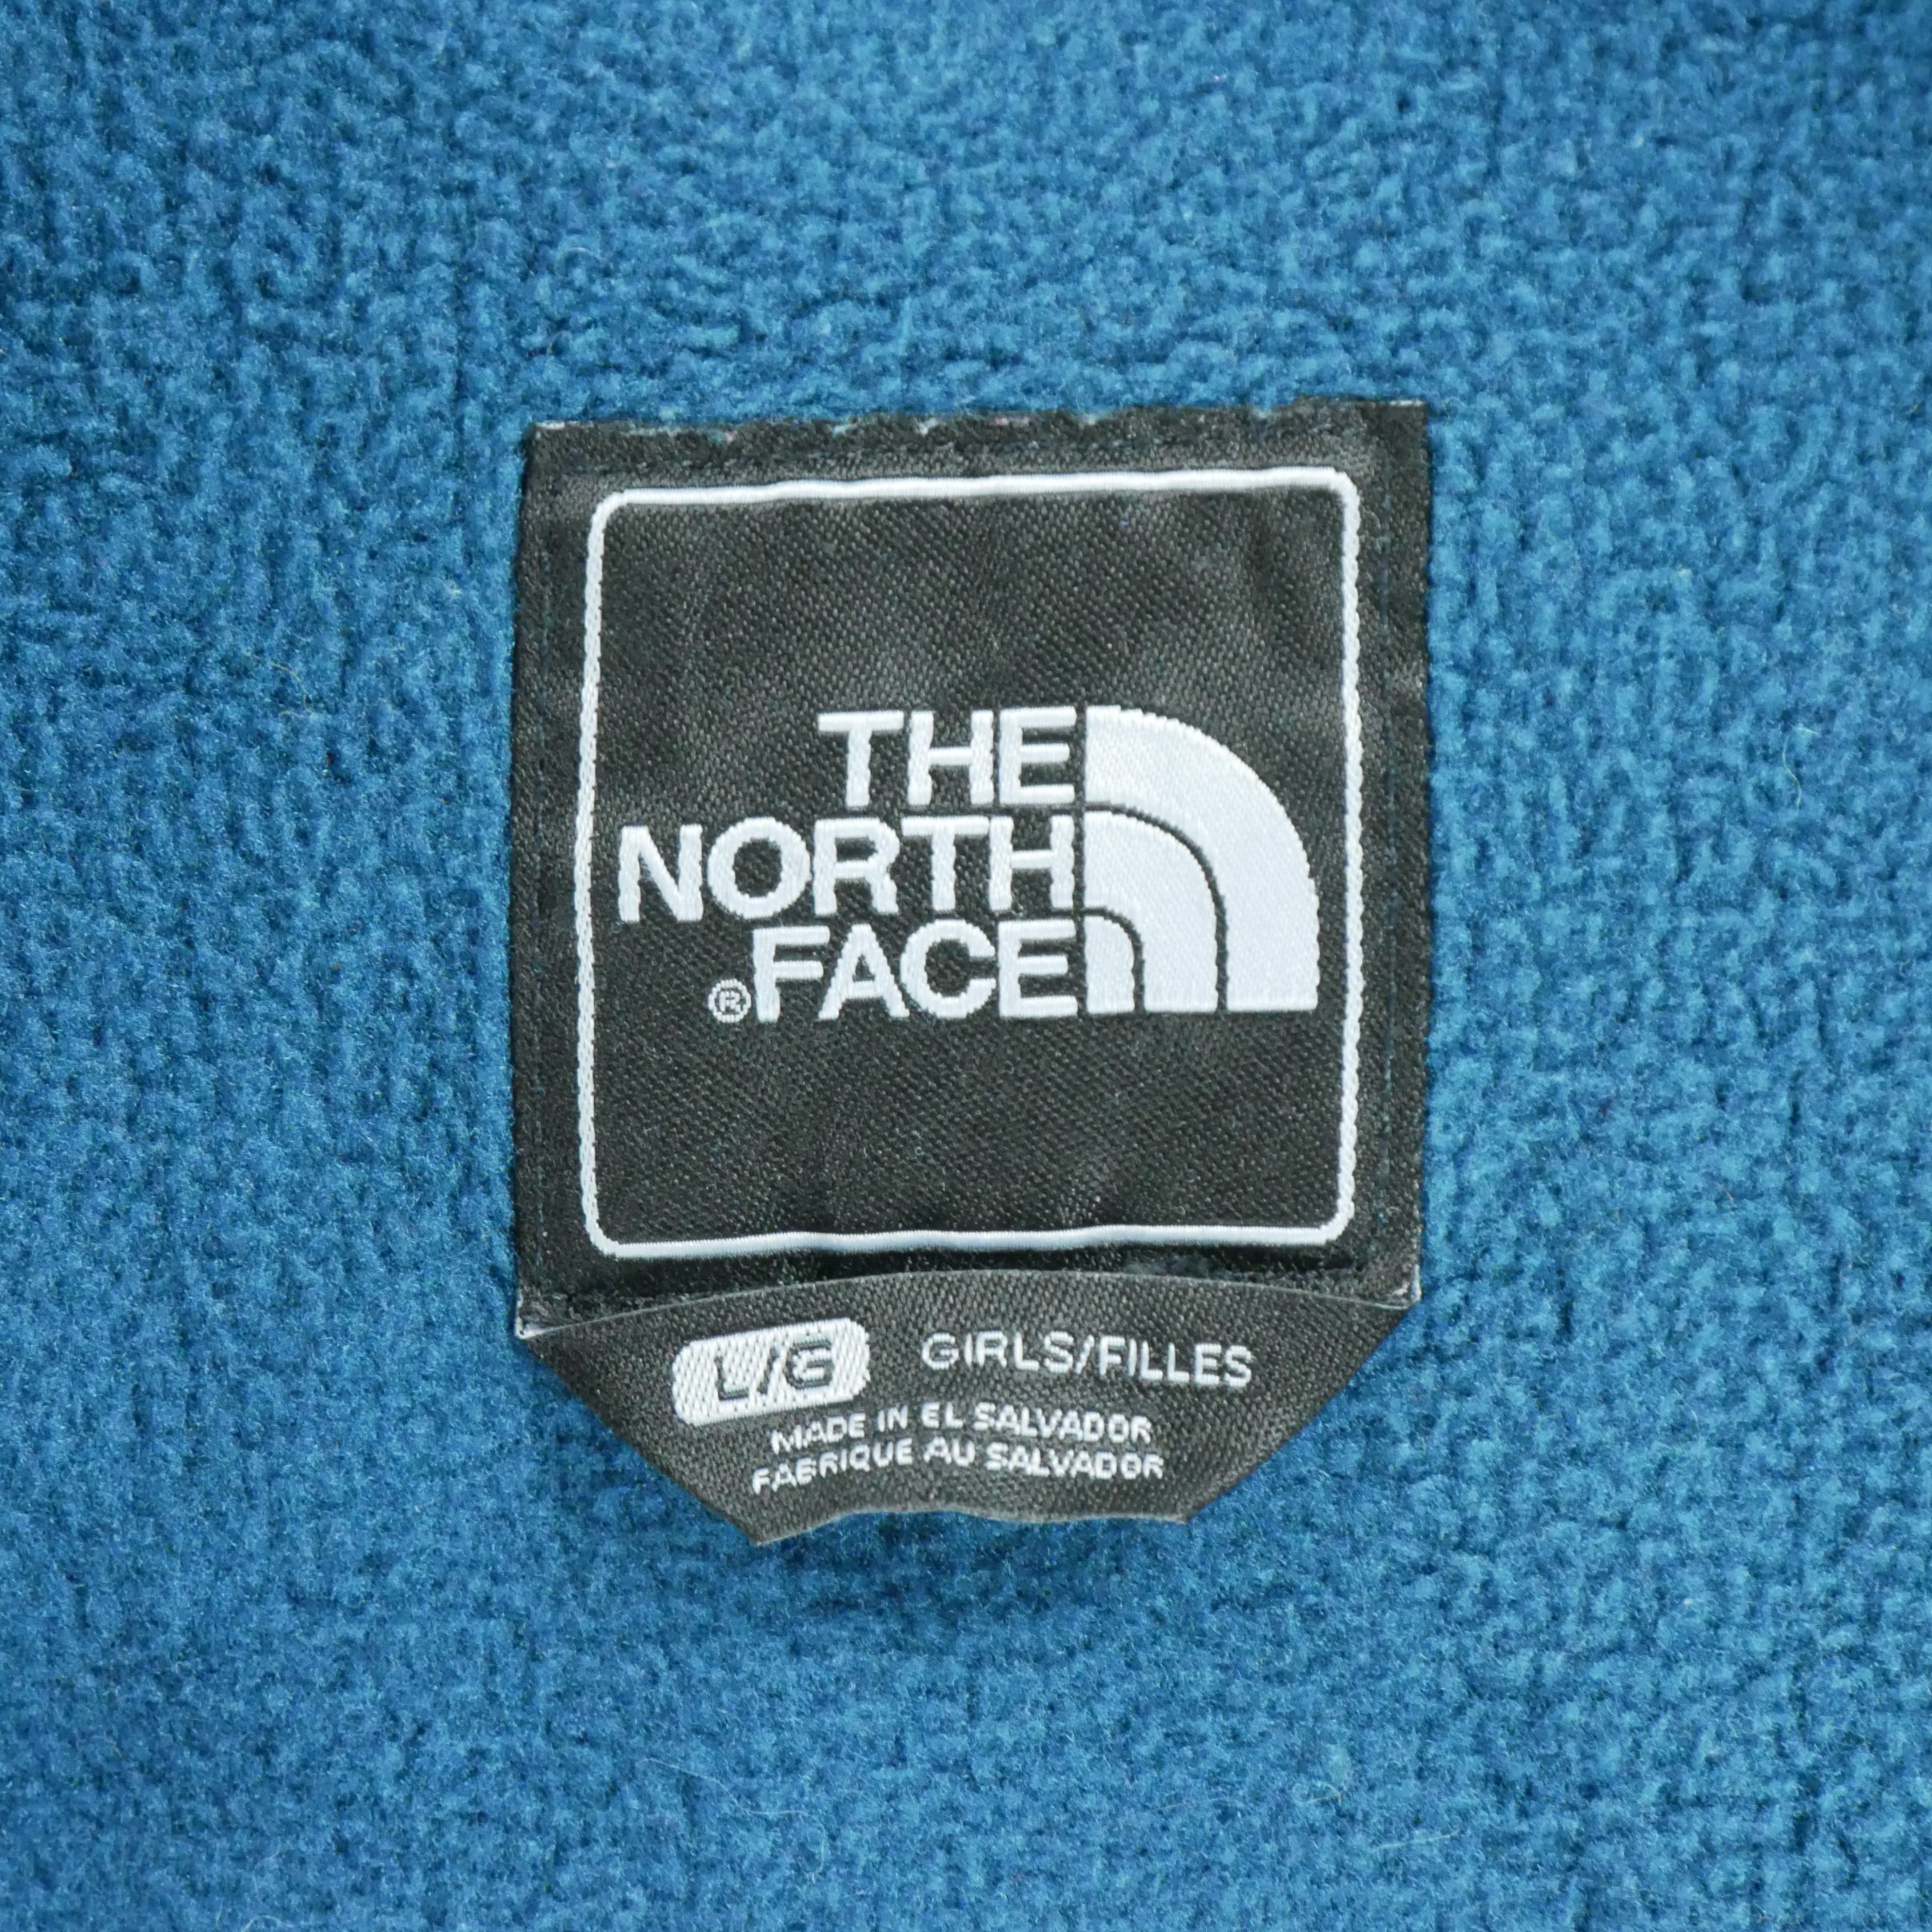 THE
NORTH
®FACE
L/G GIRLS/FILLES
MADE IN EL SALVADOR
FABRIQUE AU SALVADOR